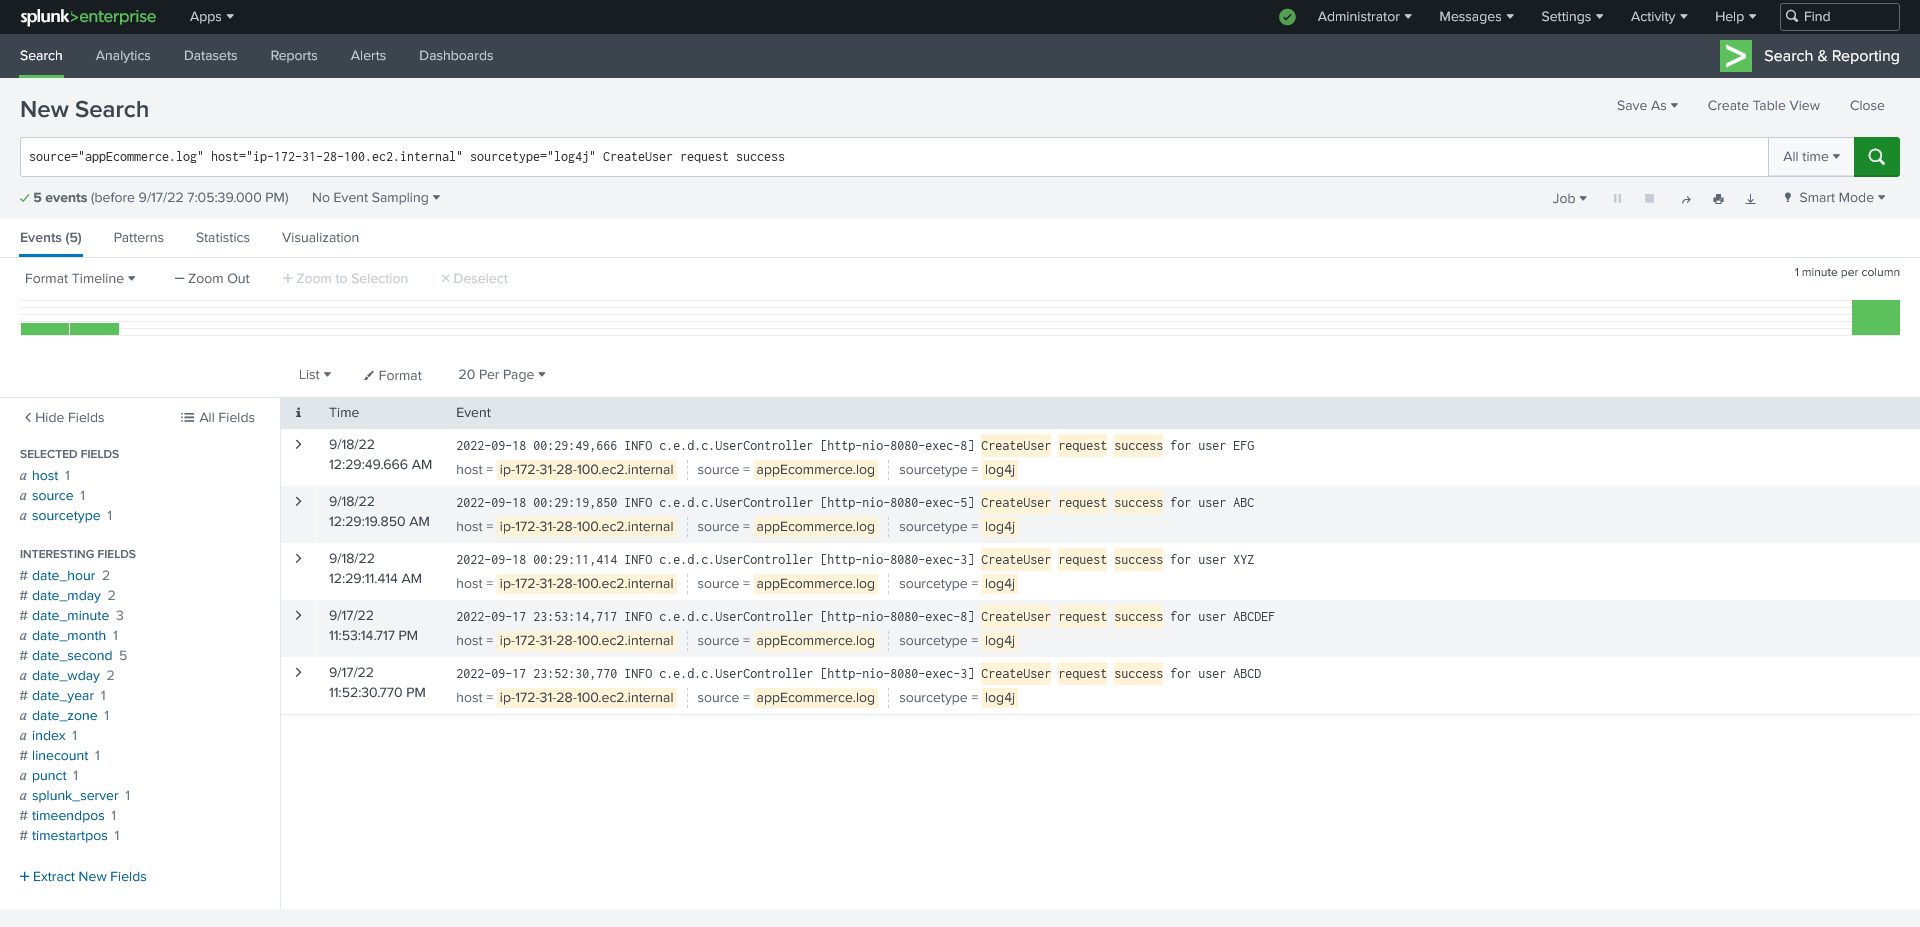 splunk>enterprise Apps Administrator Messages Settings Activity Help Find
Search Analytics Datasets Reports Alerts Dashboards Search & Reporting
New Search Save As Create Table View Close
source="appEcommerce.log" host="ip-172-31-28-100.ec2.internal" sourcetype="log4j" CreateUser request success All time
5 events (before 9/17/22 7:05:39.000 PM) No Event Sampling Job Smart Mode
Events (5) Patterns Statistics Visualization
Format Timeline — Zoom Out + Zoom to Selection × Deselect 1 minute per column
List Format 20 Per Page
Hide Fields All Fields
SELECTED FIELDS
a host 1
a source 1
a sourcetype 1
INTERESTING FIELDS
# date_hour 2
# date_mday 2
# date_minute 3
a date_month 1
# date_second 5
a date_wday 2
# date_year 1
a date_zone 1
a index 1
# linecount 1
a punct 1
a splunk_server 1
# timeendpos 1
# timestartpos 1
+ Extract New Fields
i Time Event
9/18/22 12:29:49.666 AM
2022-09-18 00:29:49,666 INFO c.e.d.c.UserController [http-nio-8080-exec-8] CreateUser request success for user EFG
host = ip-172-31-28-100.ec2.internal source = appEcommerce.log sourcetype = log4j
9/18/22 12:29:19.850 AM
2022-09-18 00:29:19,850 INFO c.e.d.c.UserController [http-nio-8080-exec-5] CreateUser request success for user ABC
host = ip-172-31-28-100.ec2.internal source = appEcommerce.log sourcetype = log4j
9/18/22 12:29:11.414 AM
2022-09-18 00:29:11,414 INFO c.e.d.c.UserController [http-nio-8080-exec-3] CreateUser request success for user XYZ
host = ip-172-31-28-100.ec2.internal source = appEcommerce.log sourcetype = log4j
9/17/22 11:53:14.717 PM
2022-09-17 23:53:14,717 INFO c.e.d.c.UserController [http-nio-8080-exec-8] CreateUser request success for user ABCDEF
host = ip-172-31-28-100.ec2.internal source = appEcommerce.log sourcetype = log4j
9/17/22 11:52:30.770 PM
2022-09-17 23:52:30,770 INFO c.e.d.c.UserController [http-nio-8080-exec-3] CreateUser request success for user ABCD
host = ip-172-31-28-100.ec2.internal source = appEcommerce.log sourcetype = log4j